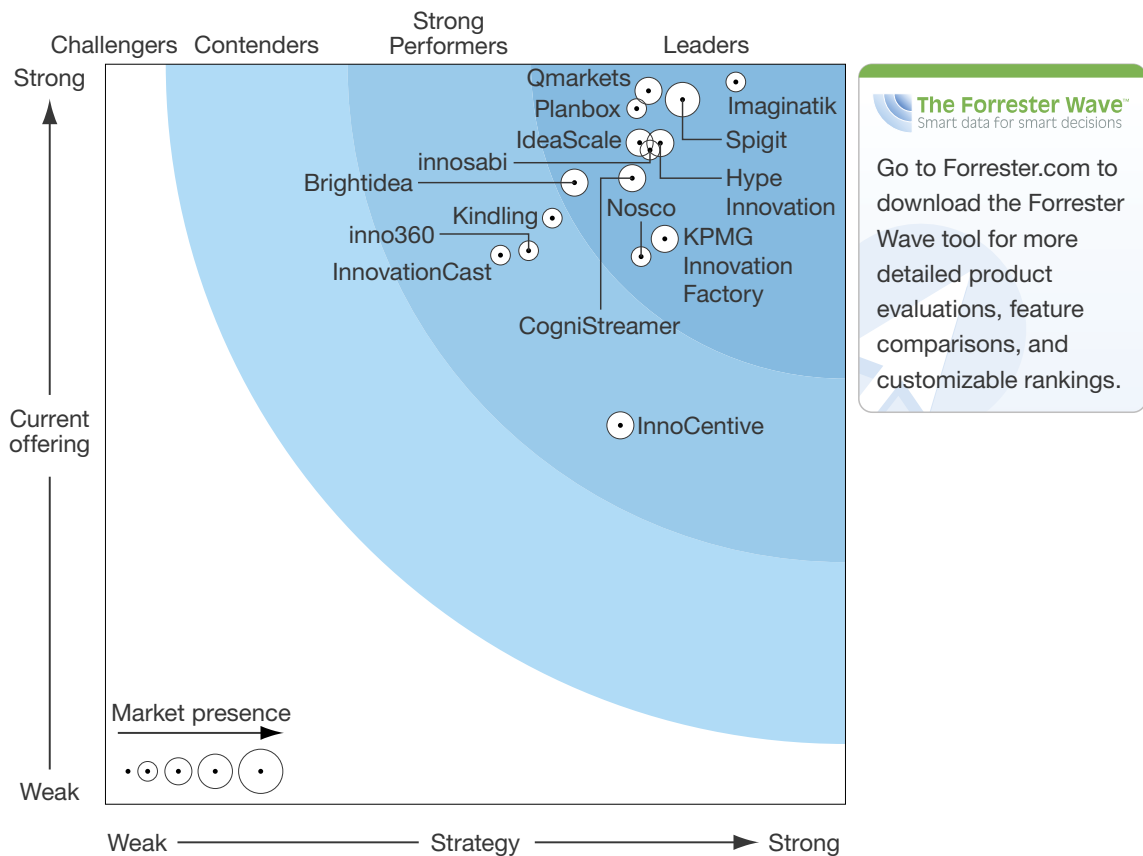 Strong
Challengers Contenders Performers Leaders
Strong
Qmarkets
Planbox
Imaginatik
IdeaScale
Spigit
innosabi
Brightidea
Hype
Innovation
Nosco
Kindling
inno360
InnovationCast
KPMG
Innovation
Factory
CogniStreamer
Current
offering
InnoCentive
Market presence
Weak
Weak Strategy Strong
The Forrester Wave™
Smart data for smart decisions
Go to Forrester.com to
download the Forrester
Wave tool for more
detailed product
evaluations, feature
comparisons, and
customizable rankings.